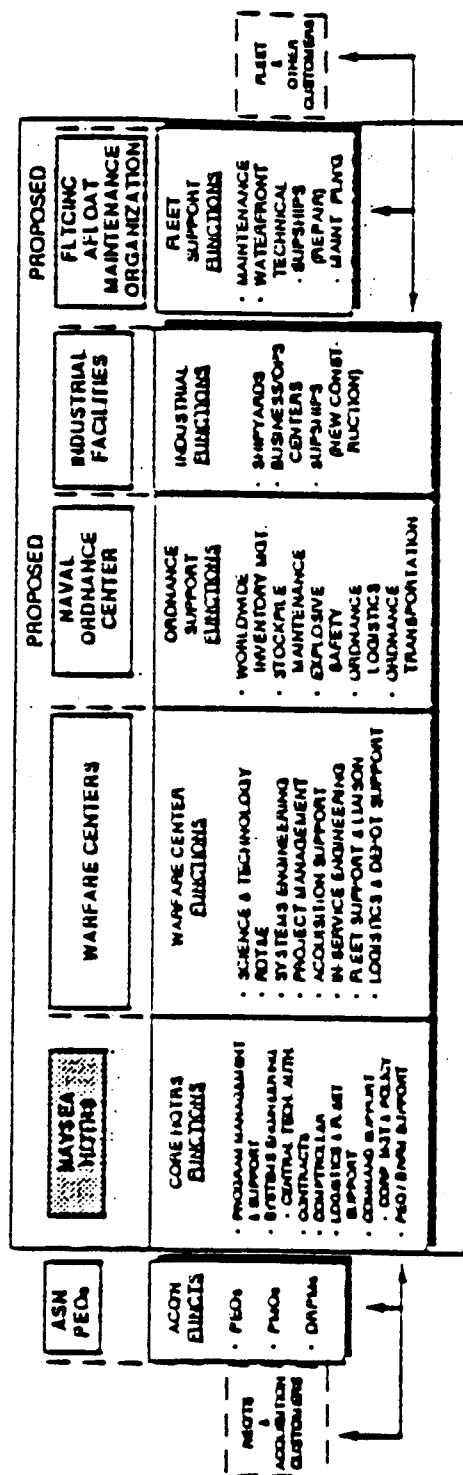 ASN
PEOs
ACQTN
FUNCTS
• PEOs
• PMOs
• DRPMs
&
ACQUISITION
CUSTOMERS
NAVSEA
HQTRS
CORE HQTRS
FUNCTIONS
• PROGRAM MANAGEMENT
& SUPPORT
• SYSTEMS ENGINEERING
• CENTRAL TECH. AUTH.
• CONTRACTS
• COMPTROLLER
• LOGISTICS & FLEET
SUPPORT
• COMMAND SUPPORT
• CORP MGT & POLICY
• PEO / DRPM SUPPORT
WARFARE CENTERS
WARFARE CENTER
FUNCTIONS
• SCIENCE & TECHNOLOGY
• RDT&E
• SYSTEMS ENGINEERING
• PROJECT MANAGEMENT
• ACQUISITION SUPPORT
• IN-SERVICE ENGINEERING
• FLEET SUPPORT & LIAISON
• LOGISTICS & DEPOT SUPPORT
PROPOSED
NAVAL
ORDNANCE
CENTER
ORDNANCE
SUPPORT
FUNCTIONS
• WORLDWIDE
INVENTORY MGT.
• STOCKPILE
MAINTENANCE
• EXPLOSIVE
SAFETY
• ORDNANCE
LOGISTICS
• ORDNANCE
TRANSPORTATION
INDUSTRIAL
FACILITIES
INDUSTRIAL
FUNCTIONS
• SHIPYARDS
• BUSINESS/OPS
CENTERS
• SUPSHIPS
(NEW CONST-
RUCTION)
PROPOSED
FLTCINC
AFLOAT
MAINTENANCE
ORGANIZATION
FLEET
SUPPORT
FUNCTIONS
• MAINTENANCE
• WATERFRONT
TECHNICAL
• SUPSHIPS
(REPAIR)
• MAINT PLNG
FLEET
&
OTHER
CUSTOMERS